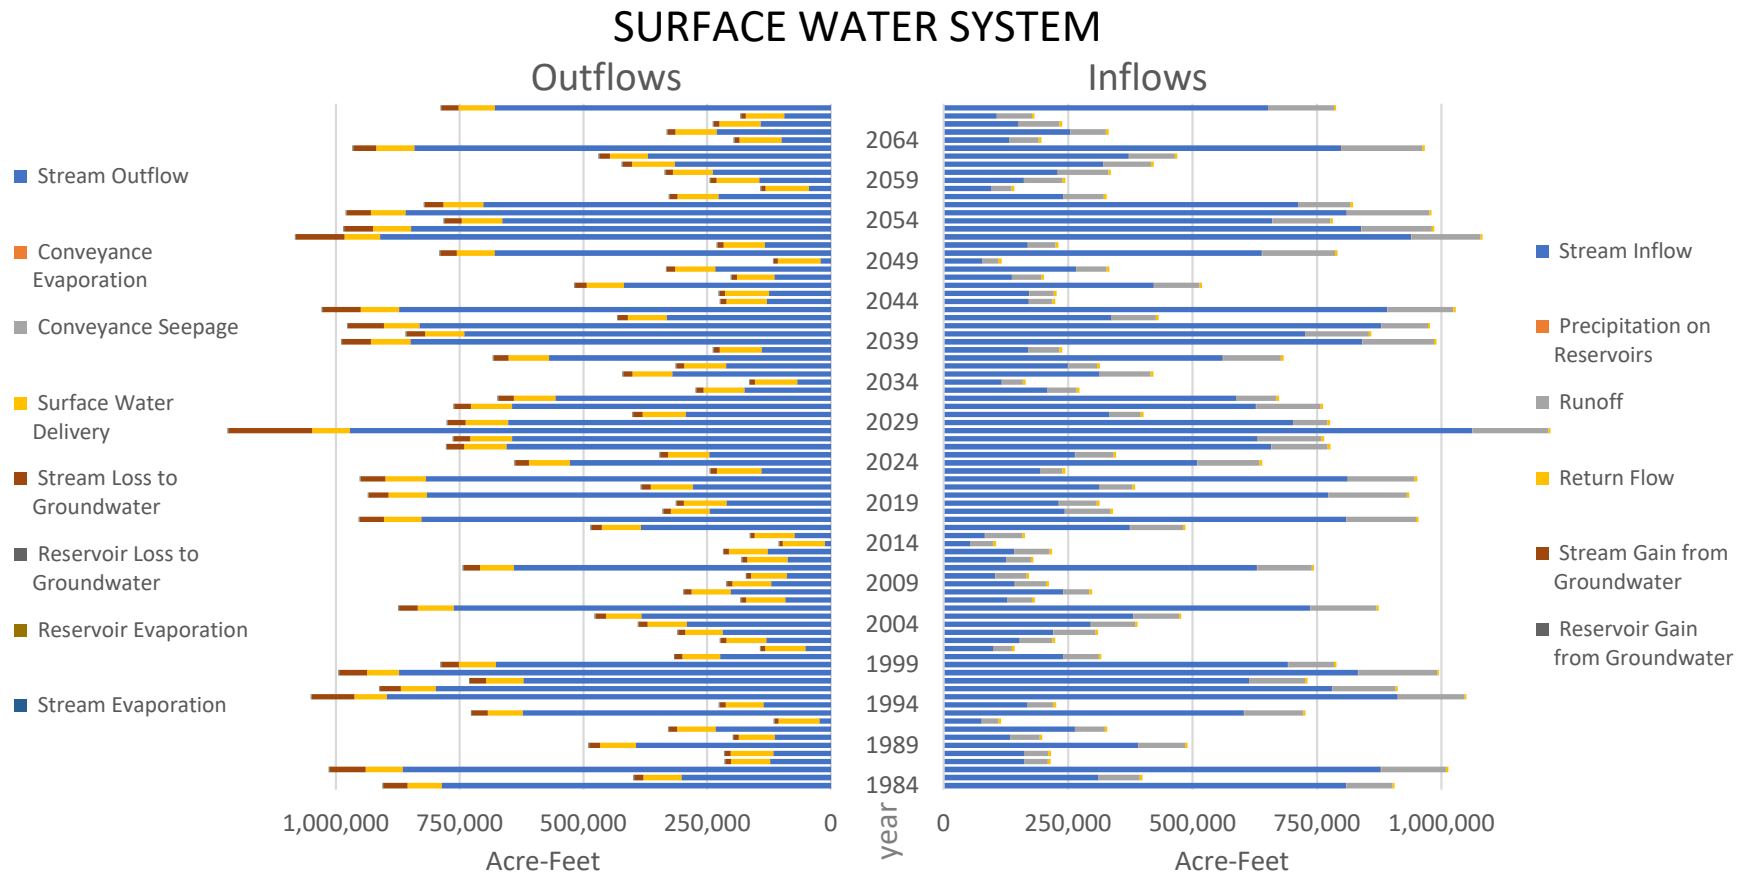 SURFACE WATER SYSTEM
Outflows
Inflows
Stream Outflow
Conveyance
Evaporation
Conveyance Seepage
Surface Water
Delivery
Stream Loss to
Groundwater
Reservoir Loss to
Groundwater
Reservoir Evaporation
Stream Evaporation
2064
2059
2054
2049
2044
2039
2034
2029
2024
2019
2014
2009
2004
1999
1994
1989
1984
year
Stream Inflow
Precipitation on
Reservoirs
Runoff
Return Flow
Stream Gain from
Groundwater
Reservoir Gain
from Groundwater
1,000,000 750,000 500,000 250,000 0
0 250,000 500,000 750,000 1,000,000
Acre-Feet
Acre-Feet